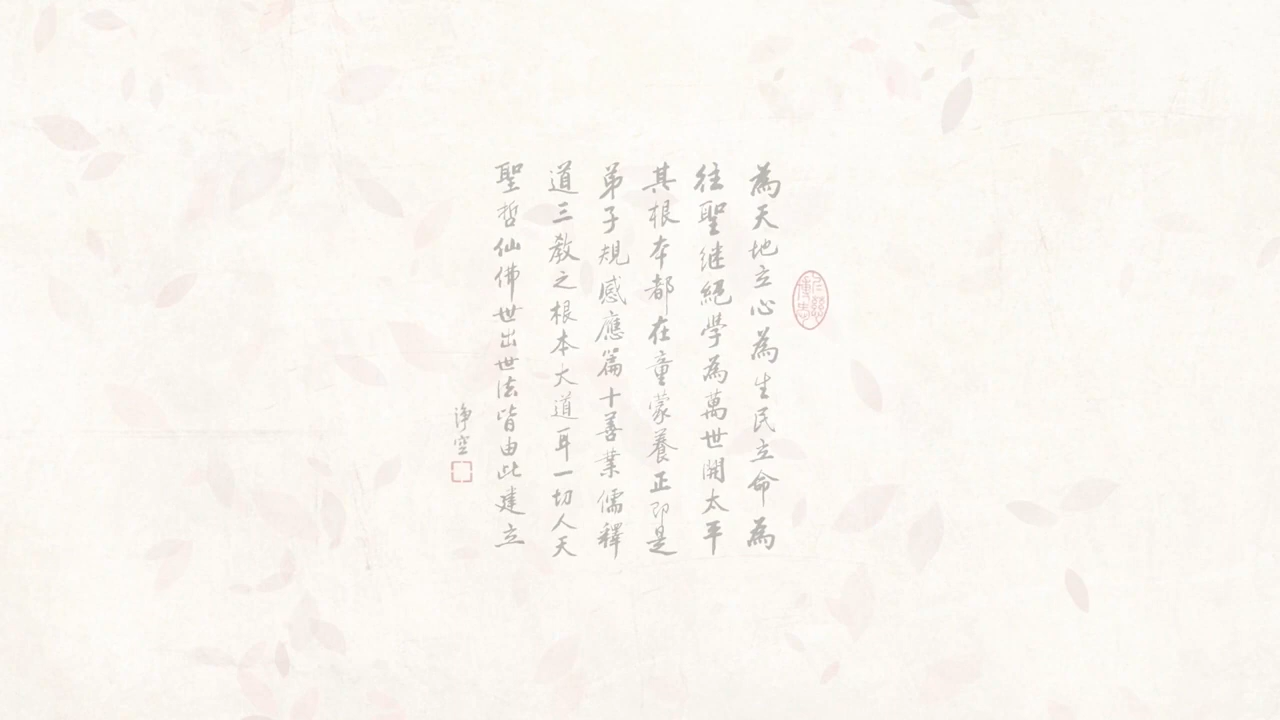 為天地立心為生民立命為
往聖继絕學為萬世開太平
其根本都在童蒙養正即是
弟子規感應篇十善業儒釋
道三教之根本大道耳一切人天
聖哲仙佛世出世法皆由此建立
淨空